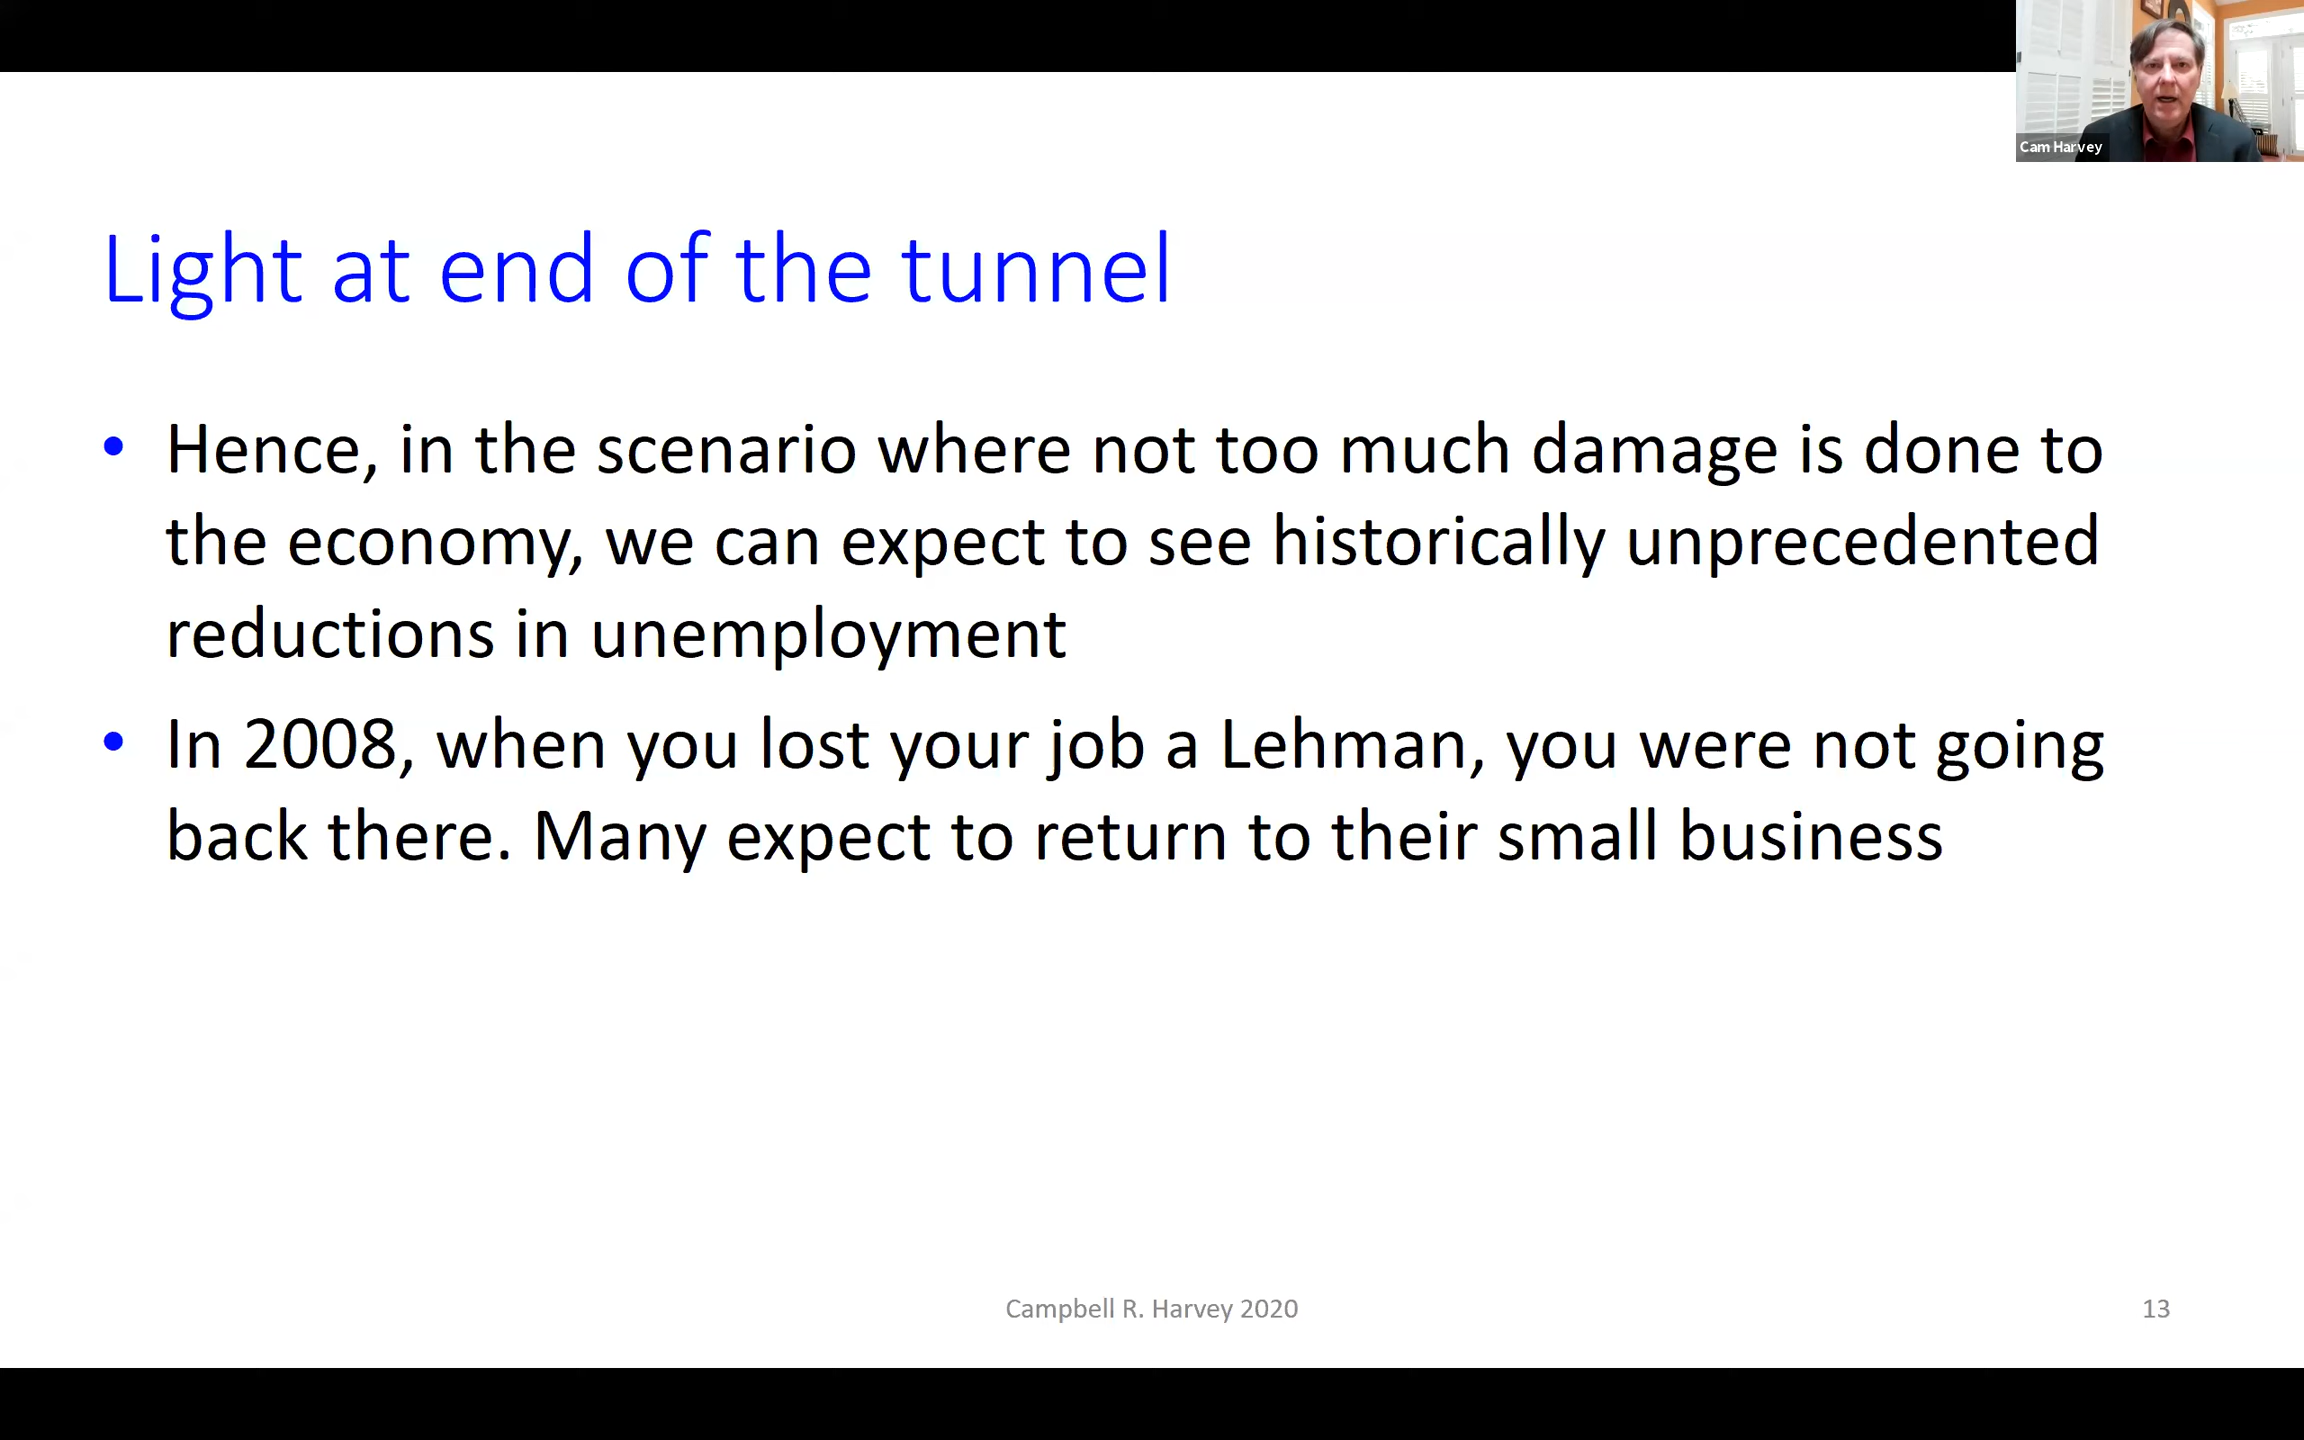 Cam Harvey
Light at end of the tunnel
• Hence, in the scenario where not too much damage is done to
the economy, we can expect to see historically unprecedented
reductions in unemployment
• In 2008, when you lost your job a Lehman, you were not going
back there. Many expect to return to their small business
Campbell R. Harvey 2020
13